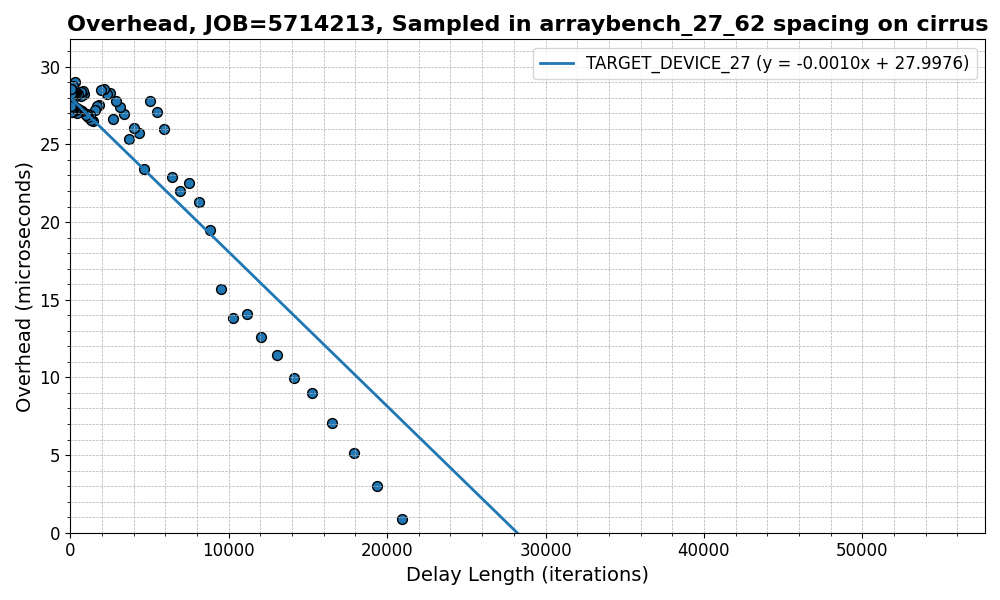 Overhead, JOB=5714213, Sampled in arraybench_27_62 spacing on cirrus
TARGET_DEVICE_27 (y = -0.0010x + 27.9976)
Overhead (microseconds)
30
25
20
15
10
5
0
0 10000 20000 30000 40000 50000
Delay Length (iterations)